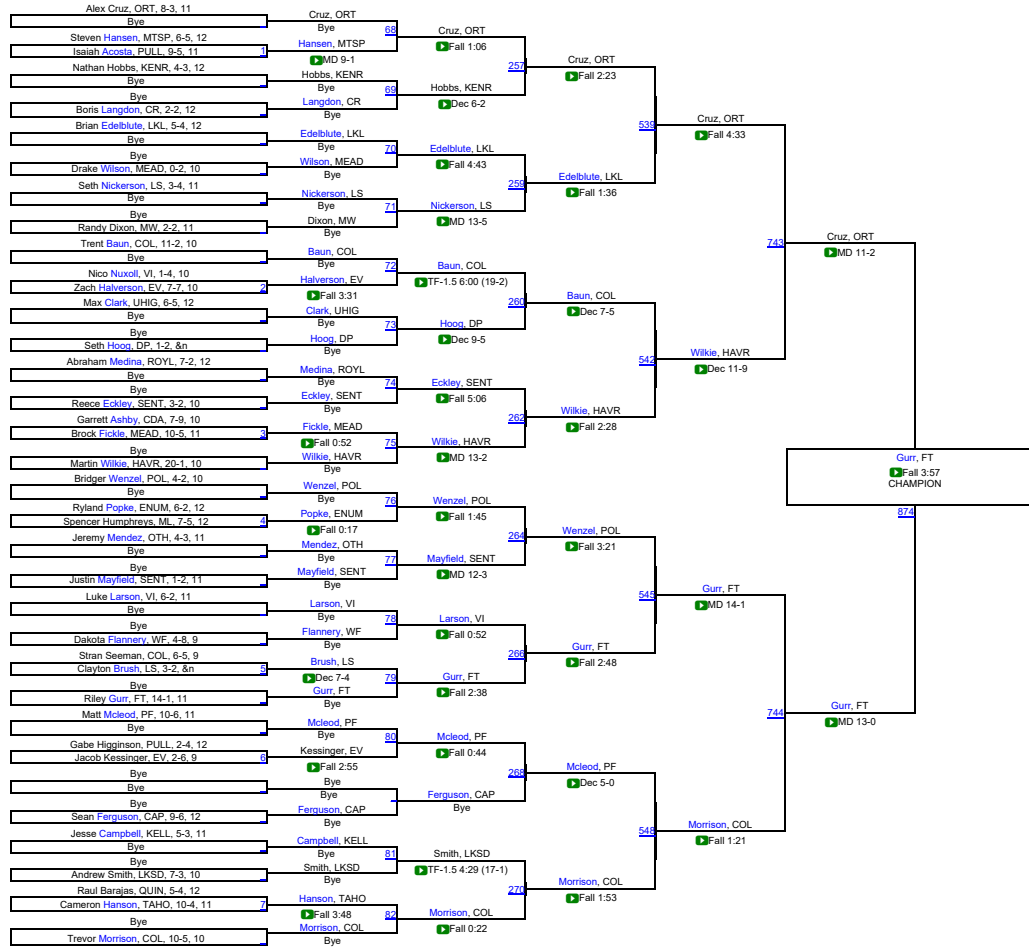 Alex Cruz, ORT, 8-3, 11
Bye
Steven Hansen, MTSP, 6-5, 12
Isaiah Acosta, PULL, 9-5, 11 1
Nathan Hobbs, KENR, 4-3, 12
Bye
Bye
Boris Langdon, CR, 2-2, 12
Brian Edelblute, LKL, 5-4, 12
Bye
Bye
Drake Wilson, MEAD, 0-2, 10
Seth Nickerson, LS, 3-4, 11
Bye
Bye
Randy Dixon, MW, 2-2, 11
Trent Baun, COL, 11-2, 10
Bye
Nico Nuxoll, VI, 1-4, 10
Zach Halverson, EV, 7-7, 10 2
Max Clark, UHIG, 6-5, 12
Bye
Bye
Seth Hoog, DP, 1-2, &n
Abraham Medina, ROYL, 7-2, 12
Bye
Bye
Reece Eckley, SENT, 3-2, 10
Garrett Ashby, CDA, 7-9, 10
Brock Fickle, MEAD, 10-5, 11 3
Bye
Martin Wilkie, HAVR, 20-1, 10
Bridger Wenzel, POL, 4-2, 10
Bye
Ryland Popke, ENUM, 6-2, 12
Spencer Humphreys, ML, 7-5, 12 4
Jeremy Mendez, OTH, 4-3, 11
Bye
Bye
Justin Mayfield, SENT, 1-2, 11
Luke Larson, VI, 6-2, 11
Bye
Bye
Dakota Flannery, WF, 4-8, 9
Stran Seeman, COL, 6-5, 9
Clayton Brush, LS, 3-2, &n 5
Bye
Riley Gurr, FT, 14-1, 11
Matt Mcleod, PF, 10-6, 11
Bye
Gabe Higginson, PULL, 2-4, 12
Jacob Kessinger, EV, 2-6, 9 6
Bye
Bye
Bye
Sean Ferguson, CAP, 9-6, 12
Jesse Campbell, KELL, 5-3, 11
Bye
Bye
Andrew Smith, LKSD, 7-3, 10
Raul Barajas, QUIN, 5-4, 12
Cameron Hanson, TAHO, 10-4, 11 7
Bye
Trevor Morrison, COL, 10-5, 10
Cruz, ORT
Bye
68
Hansen, MTSP
MD 9-1
Hobbs, KENR
Bye
69
Langdon, CR
Bye
Edelblute, LKL
Bye
70
Wilson, MEAD
Bye
Nickerson, LS
Bye
71
Dixon, MW
Bye
Baun, COL
Bye
72
Halverson, EV
Fall 3:31
Clark, UHIG
Bye
73
Hoog, DP
Bye
Medina, ROYL
Bye
74
Eckley, SENT
Bye
Fickle, MEAD
Fall 0:52
75
Wilkie, HAVR
Bye
Wenzel, POL
Bye
76
Popke, ENUM
Fall 0:17
Mendez, OTH
Bye
77
Mayfield, SENT
Bye
Larson, VI
Bye
78
Flannery, WF
Bye
Brush, LS
Dec 7-4
79
Gurr, FT
Bye
Mcleod, PF
Bye
80
Kessinger, EV
Fall 2:55
Bye
Bye
Ferguson, CAP
Bye
Campbell, KELL
Bye
81
Smith, LKSD
Bye
Hanson, TAHO
Fall 3:48
82
Morrison, COL
Bye
Cruz, ORT
Fall 1:06
257
Hobbs, KENR
Dec 6-2
Edelblute, LKL
Fall 4:43
259
Nickerson, LS
MD 13-5
Baun, COL
TF-1.5 6:00 (19-2)
260
Hoog, DP
Dec 9-5
Eckley, SENT
Fall 5:06
262
Wilkie, HAVR
MD 13-2
Wenzel, POL
Fall 1:45
264
Mayfield, SENT
MD 12-3
Larson, VI
Fall 0:52
266
Gurr, FT
Fall 2:38
Mcleod, PF
Fall 0:44
268
Ferguson, CAP
Bye
Smith, LKSD
TF-1.5 4:29 (17-1)
270
Morrison, COL
Fall 0:22
Cruz, ORT
Fall 2:23
539
Edelblute, LKL
Fall 1:36
Baun, COL
Dec 7-5
542
Wilkie, HAVR
Fall 2:28
Wenzel, POL
Fall 3:21
545
Gurr, FT
Fall 2:48
Mcleod, PF
Dec 5-0
548
Morrison, COL
Fall 1:53
Cruz, ORT
Fall 4:33
743
Wilkie, HAVR
Dec 11-9
Gurr, FT
MD 14-1
744
Morrison, COL
Fall 1:21
Cruz, ORT
MD 11-2
Gurr, FT
MD 13-0
Gurr, FT
Fall 3:57
CHAMPION
874